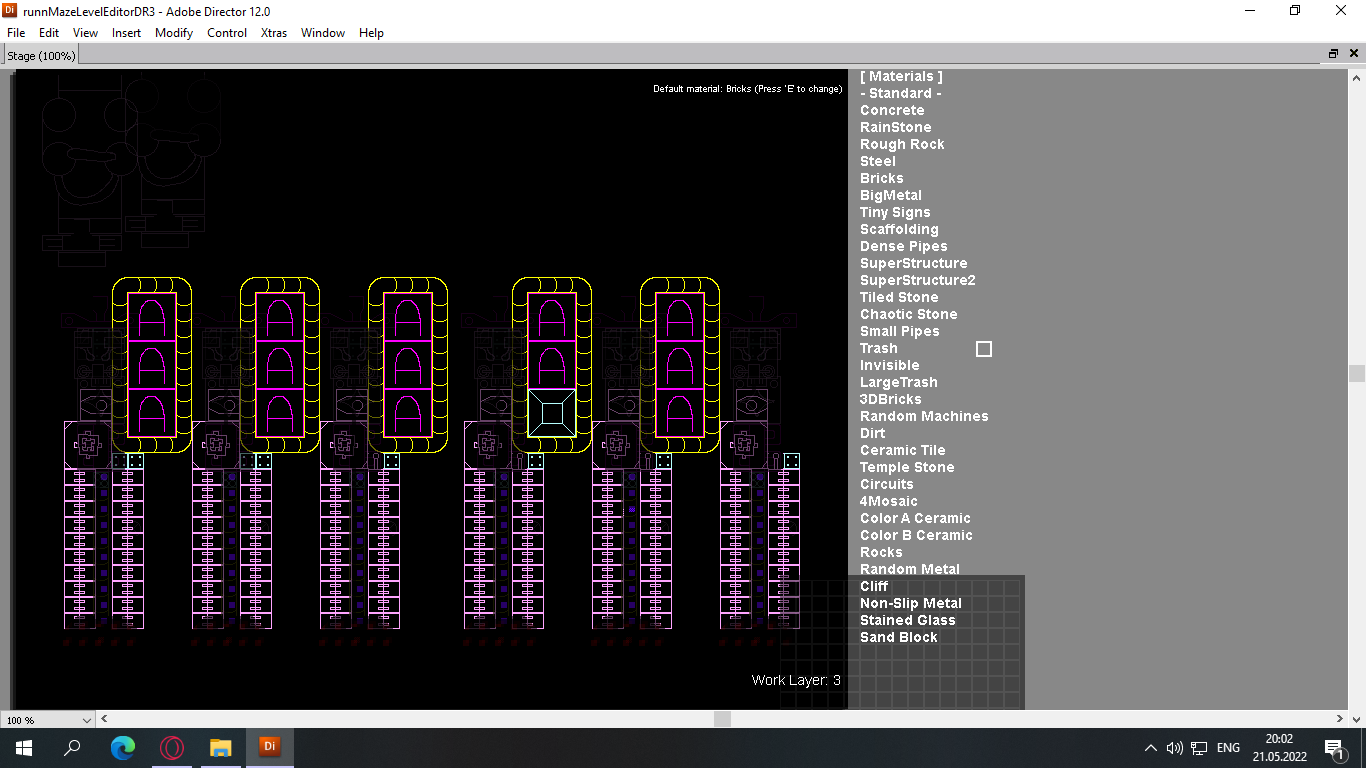 Di runnMazeLevelEditorDR3 - Adobe Director 12.0
File Edit View Insert Modify Control Xtras Window Help
Stage (100%)
Default material: Bricks (Press 'E' to change)
[ Materials ]
- Standard -
Concrete
RainStone
Rough Rock
Steel
Bricks
BigMetal
Tiny Signs
Scaffolding
Dense Pipes
SuperStructure
SuperStructure2
Tiled Stone
Chaotic Stone
Small Pipes
Trash
Invisible
LargeTrash
3DBricks
Random Machines
Dirt
Ceramic Tile
Temple Stone
Circuits
4Mosaic
Color A Ceramic
Color B Ceramic
Rocks
Random Metal
Cliff
Non-Slip Metal
Stained Glass
Sand Block
Work Layer: 3
100 %
Di
ENG
20:02
21.05.2022
1